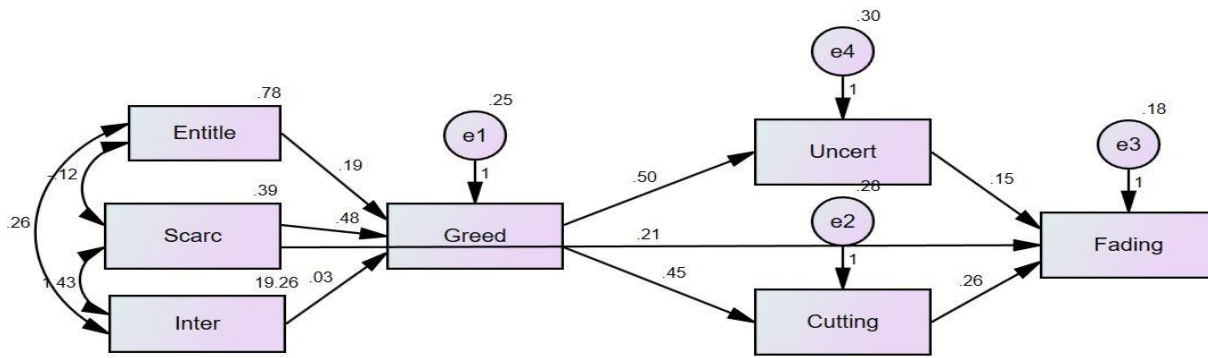 .30
e4
.78
.25
1
.18
Entitle
e1
Uncert
e3
.19
1
.50
.28
.15
1
-.12
.39
.48
e2
.26
Scarc
Greed
.21
Fading
1
1.43
19.26
.03
.45
.26
Inter
Cutting